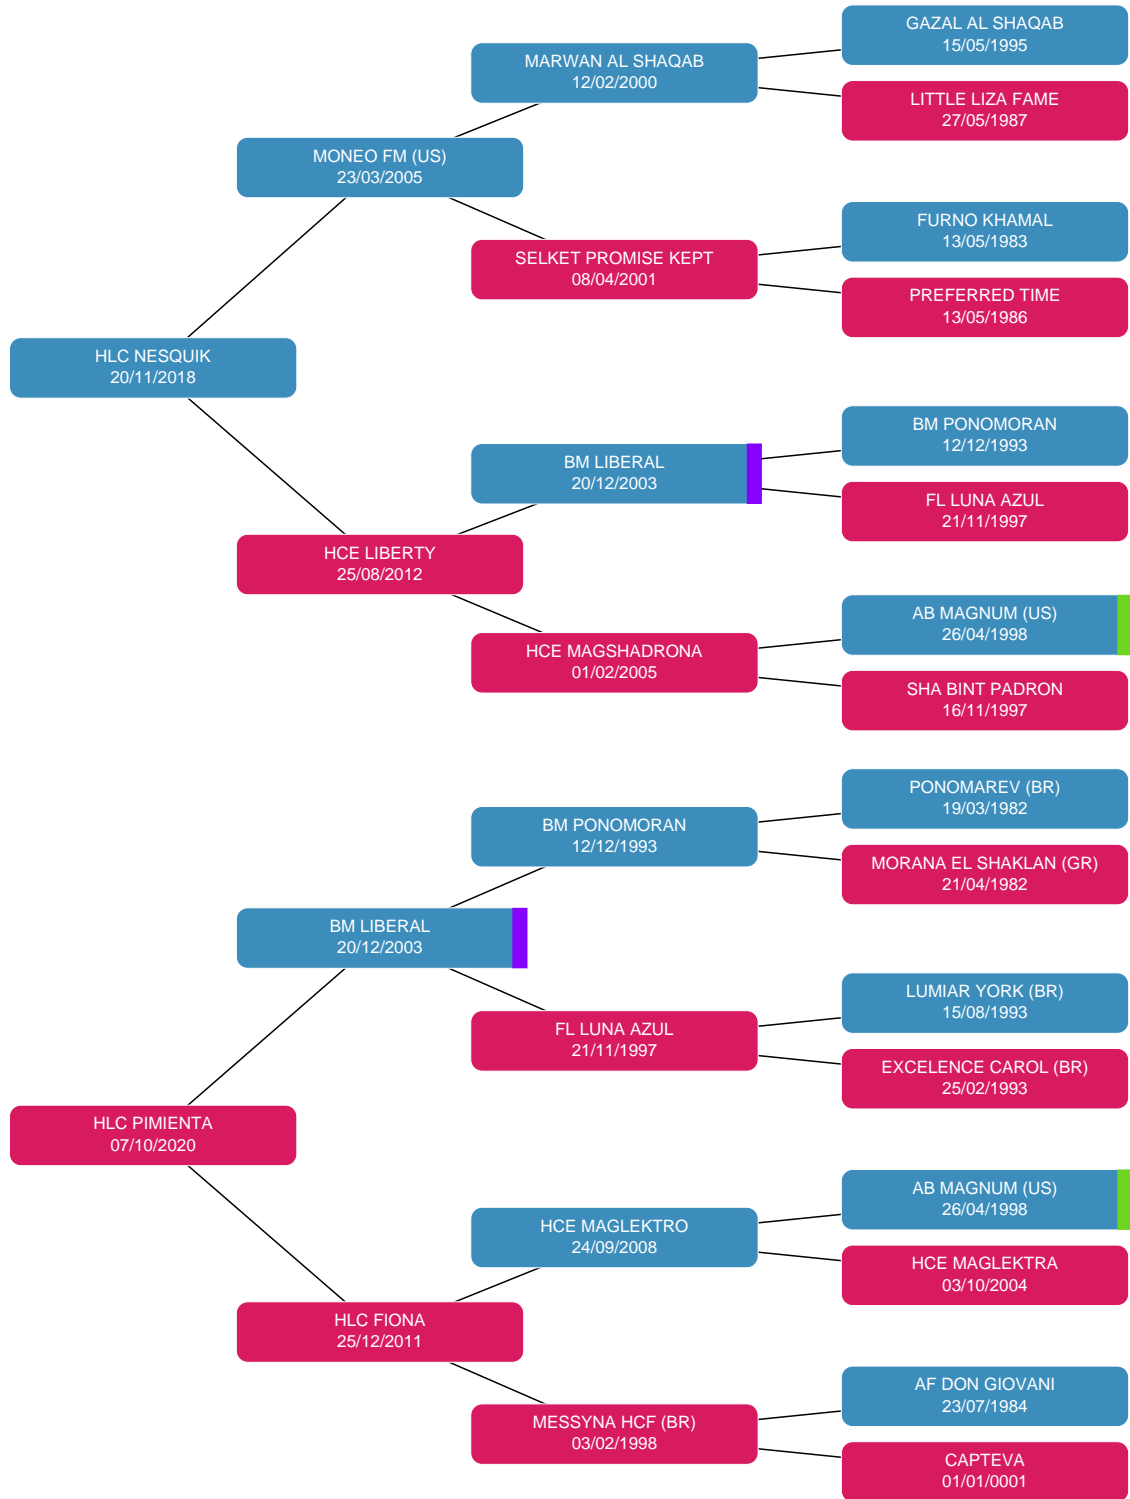 GAZAL AL SHAQAB
15/05/1995
MARWAN AL SHAQAB
12/02/2000
LITTLE LIZA FAME
27/05/1987
MONEO FM (US)
23/03/2005
FURNO KHAMAL
13/05/1983
SELKET PROMISE KEPT
08/04/2001
PREFERRED TIME
13/05/1986
HLC NESQUIK
20/11/2018
BM PONOMORAN
12/12/1993
BM LIBERAL
20/12/2003
FL LUNA AZUL
21/11/1997
HCE LIBERTY
25/08/2012
AB MAGNUM (US)
26/04/1998
HCE MAGSHADRONA
01/02/2005
SHA BINT PADRON
16/11/1997
PONOMAREV (BR)
19/03/1982
BM PONOMORAN
12/12/1993
MORANA EL SHAKLAN (GR)
21/04/1982
BM LIBERAL
20/12/2003
LUMIAR YORK (BR)
15/08/1993
FL LUNA AZUL
21/11/1997
EXCELENCE CAROL (BR)
25/02/1993
HLC PIMIENTA
07/10/2020
AB MAGNUM (US)
26/04/1998
HCE MAGLEKTRO
24/09/2008
HCE MAGLEKTRA
03/10/2004
HLC FIONA
25/12/2011
AF DON GIOVANI
23/07/1984
MESSYNA HCF (BR)
03/02/1998
CAPTEVA
01/01/0001